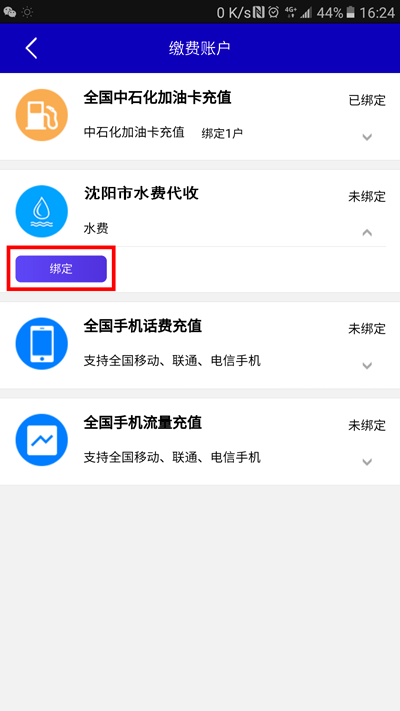 0 K/s 4G+ 44% 16:24
缴费账户
全国中石化加油卡充值 已绑定
中石化加油卡充值 绑定1户
沈阳市水费代收 未绑定
水费
绑定
全国手机话费充值 未绑定
支持全国移动、联通、电信手机
全国手机流量充值 未绑定
支持全国移动、联通、电信手机